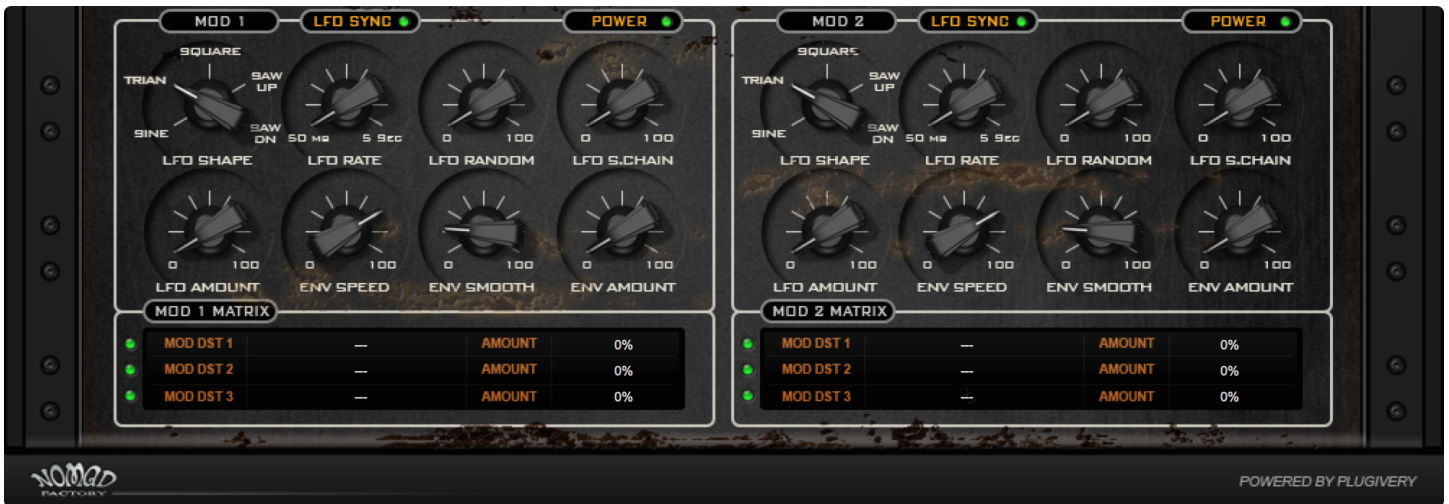 MOD 1 LFO SYNC POWER MOD 2 LFO SYNC POWER
SQUARE SQUARE
TRIAN SAW UP TRIAN SAW UP
SINE SAW DN 50 MS 5 SEC 0 100 0 100 SINE SAW DN 50 MS 5 SEC 0 100 0 100
LFO SHAPE LFO RATE LFO RANDOM LFO S.CHAIN LFO SHAPE LFO RATE LFO RANDOM LFO S.CHAIN
0 100 0 100 0 100 0 100 0 100 0 100 0 100 0 100
LFO AMOUNT ENV SPEED ENV SMOOTH ENV AMOUNT LFO AMOUNT ENV SPEED ENV SMOOTH ENV AMOUNT
MOD 1 MATRIX MOD 2 MATRIX
MOD DST 1 --- AMOUNT 0% MOD DST 1 --- AMOUNT 0%
MOD DST 2 --- AMOUNT 0% MOD DST 2 --- AMOUNT 0%
MOD DST 3 --- AMOUNT 0% MOD DST 3 --- AMOUNT 0%
NOMAD
FACTORY
POWERED BY PLUGIVERY